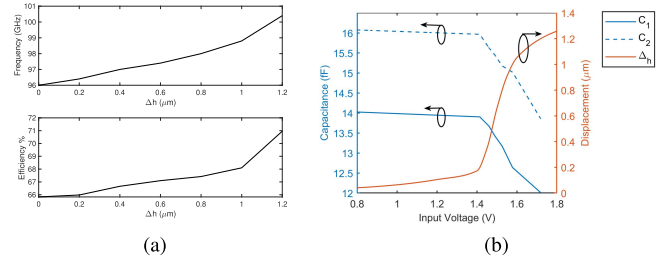 Frequency (GHz)
101
100
99
98
97
96
0 0.2 0.4 0.6 0.8 1 1.2
Δh (μm)
Efficiency %
72
71
70
69
68
67
66
65
0 0.2 0.4 0.6 0.8 1 1.2
Δh (μm)
(a)
Capacitance (fF)
16
15.5
15
14.5
14
13.5
13
12.5
12
0.8 1 1.2 1.4 1.6 1.8
Input Voltage (V)
1.4
1.2
1
0.8
0.6
0.4
0.2
0
Displacement (μm)
C1
C2
Δh
(b)